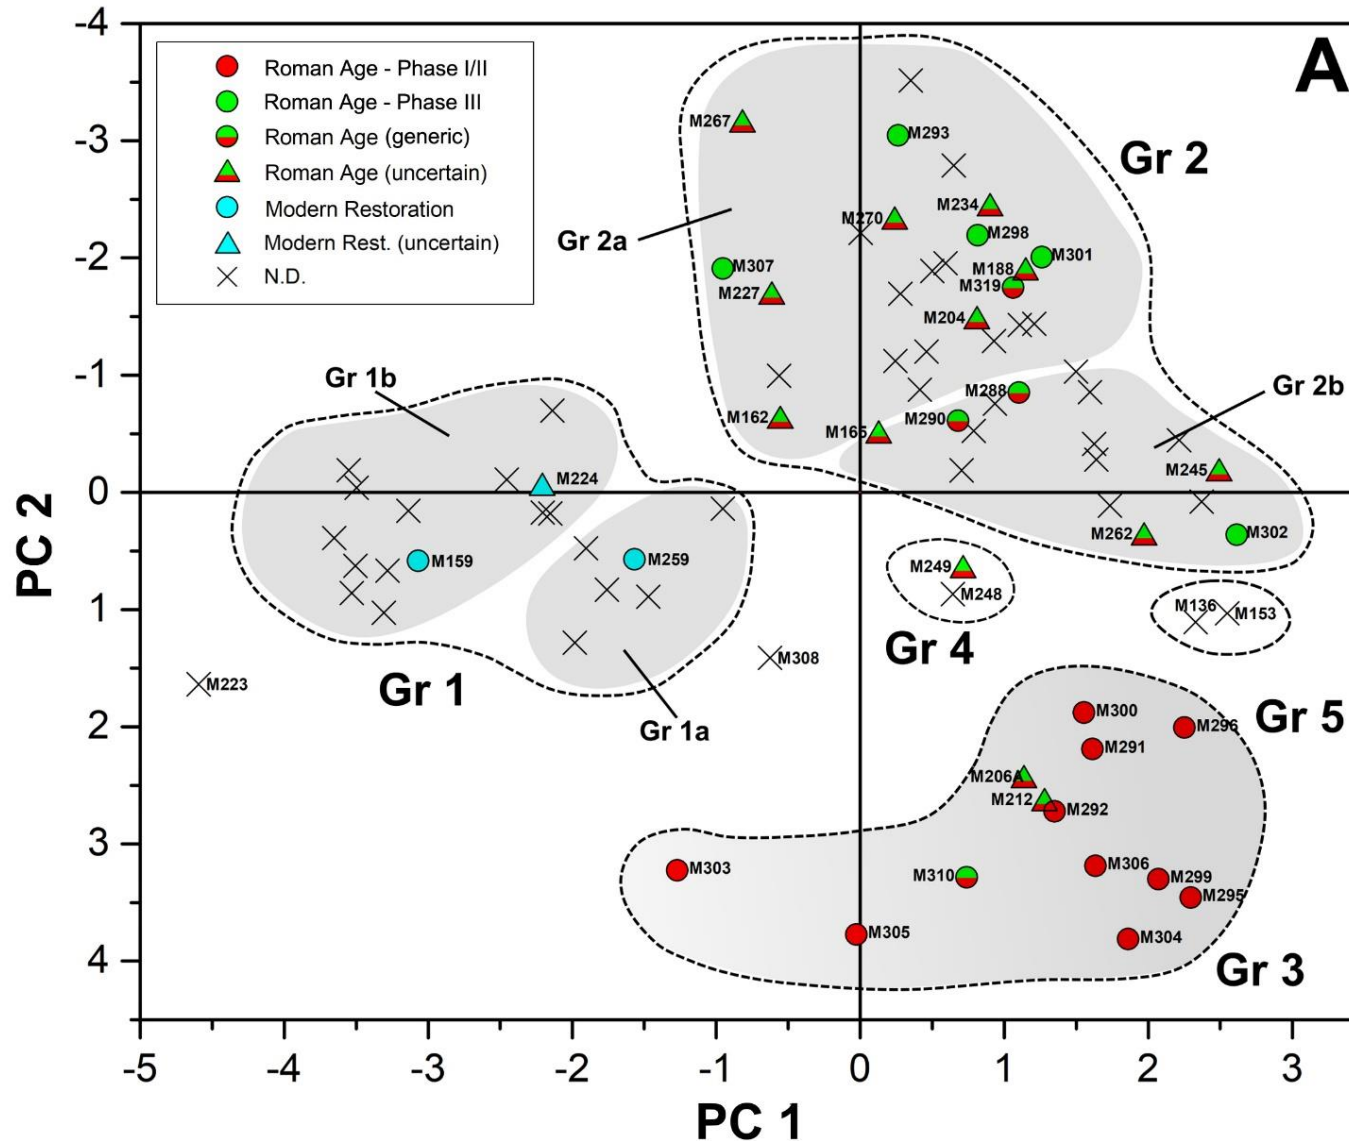 A
Roman Age - Phase I/II
Roman Age - Phase III
Roman Age (generic)
Roman Age (uncertain)
Modern Restoration
Modern Rest. (uncertain)
N.D.
-4
-3
-2
-1
0
1
2
3
4
PC 2
-5
-4
-3
-2
-1
0
1
2
3
PC 1
Gr 2
Gr 2a
Gr 2b
Gr 1b
Gr 1
Gr 1a
Gr 4
Gr 5
Gr 3
M267
M293
M270
M234
M298
M301
M188
M319
M307
M227
M204
M288
M290
M162
M165
M245
M262
M302
M224
M159
M259
M249
M248
M136
M153
M308
M223
M300
M296
M291
M206A
M212
M292
M306
M299
M295
M303
M310
M305
M304